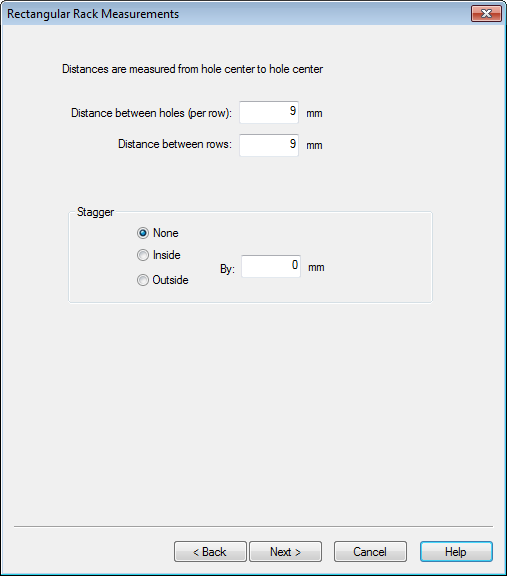 Rectangular Rack Measurements
Distances are measured from hole center to hole center
Distance between holes (per row): 9 mm
Distance between rows: 9 mm
Stagger
None
Inside
By: 0 mm
Outside
< Back Next > Cancel Help